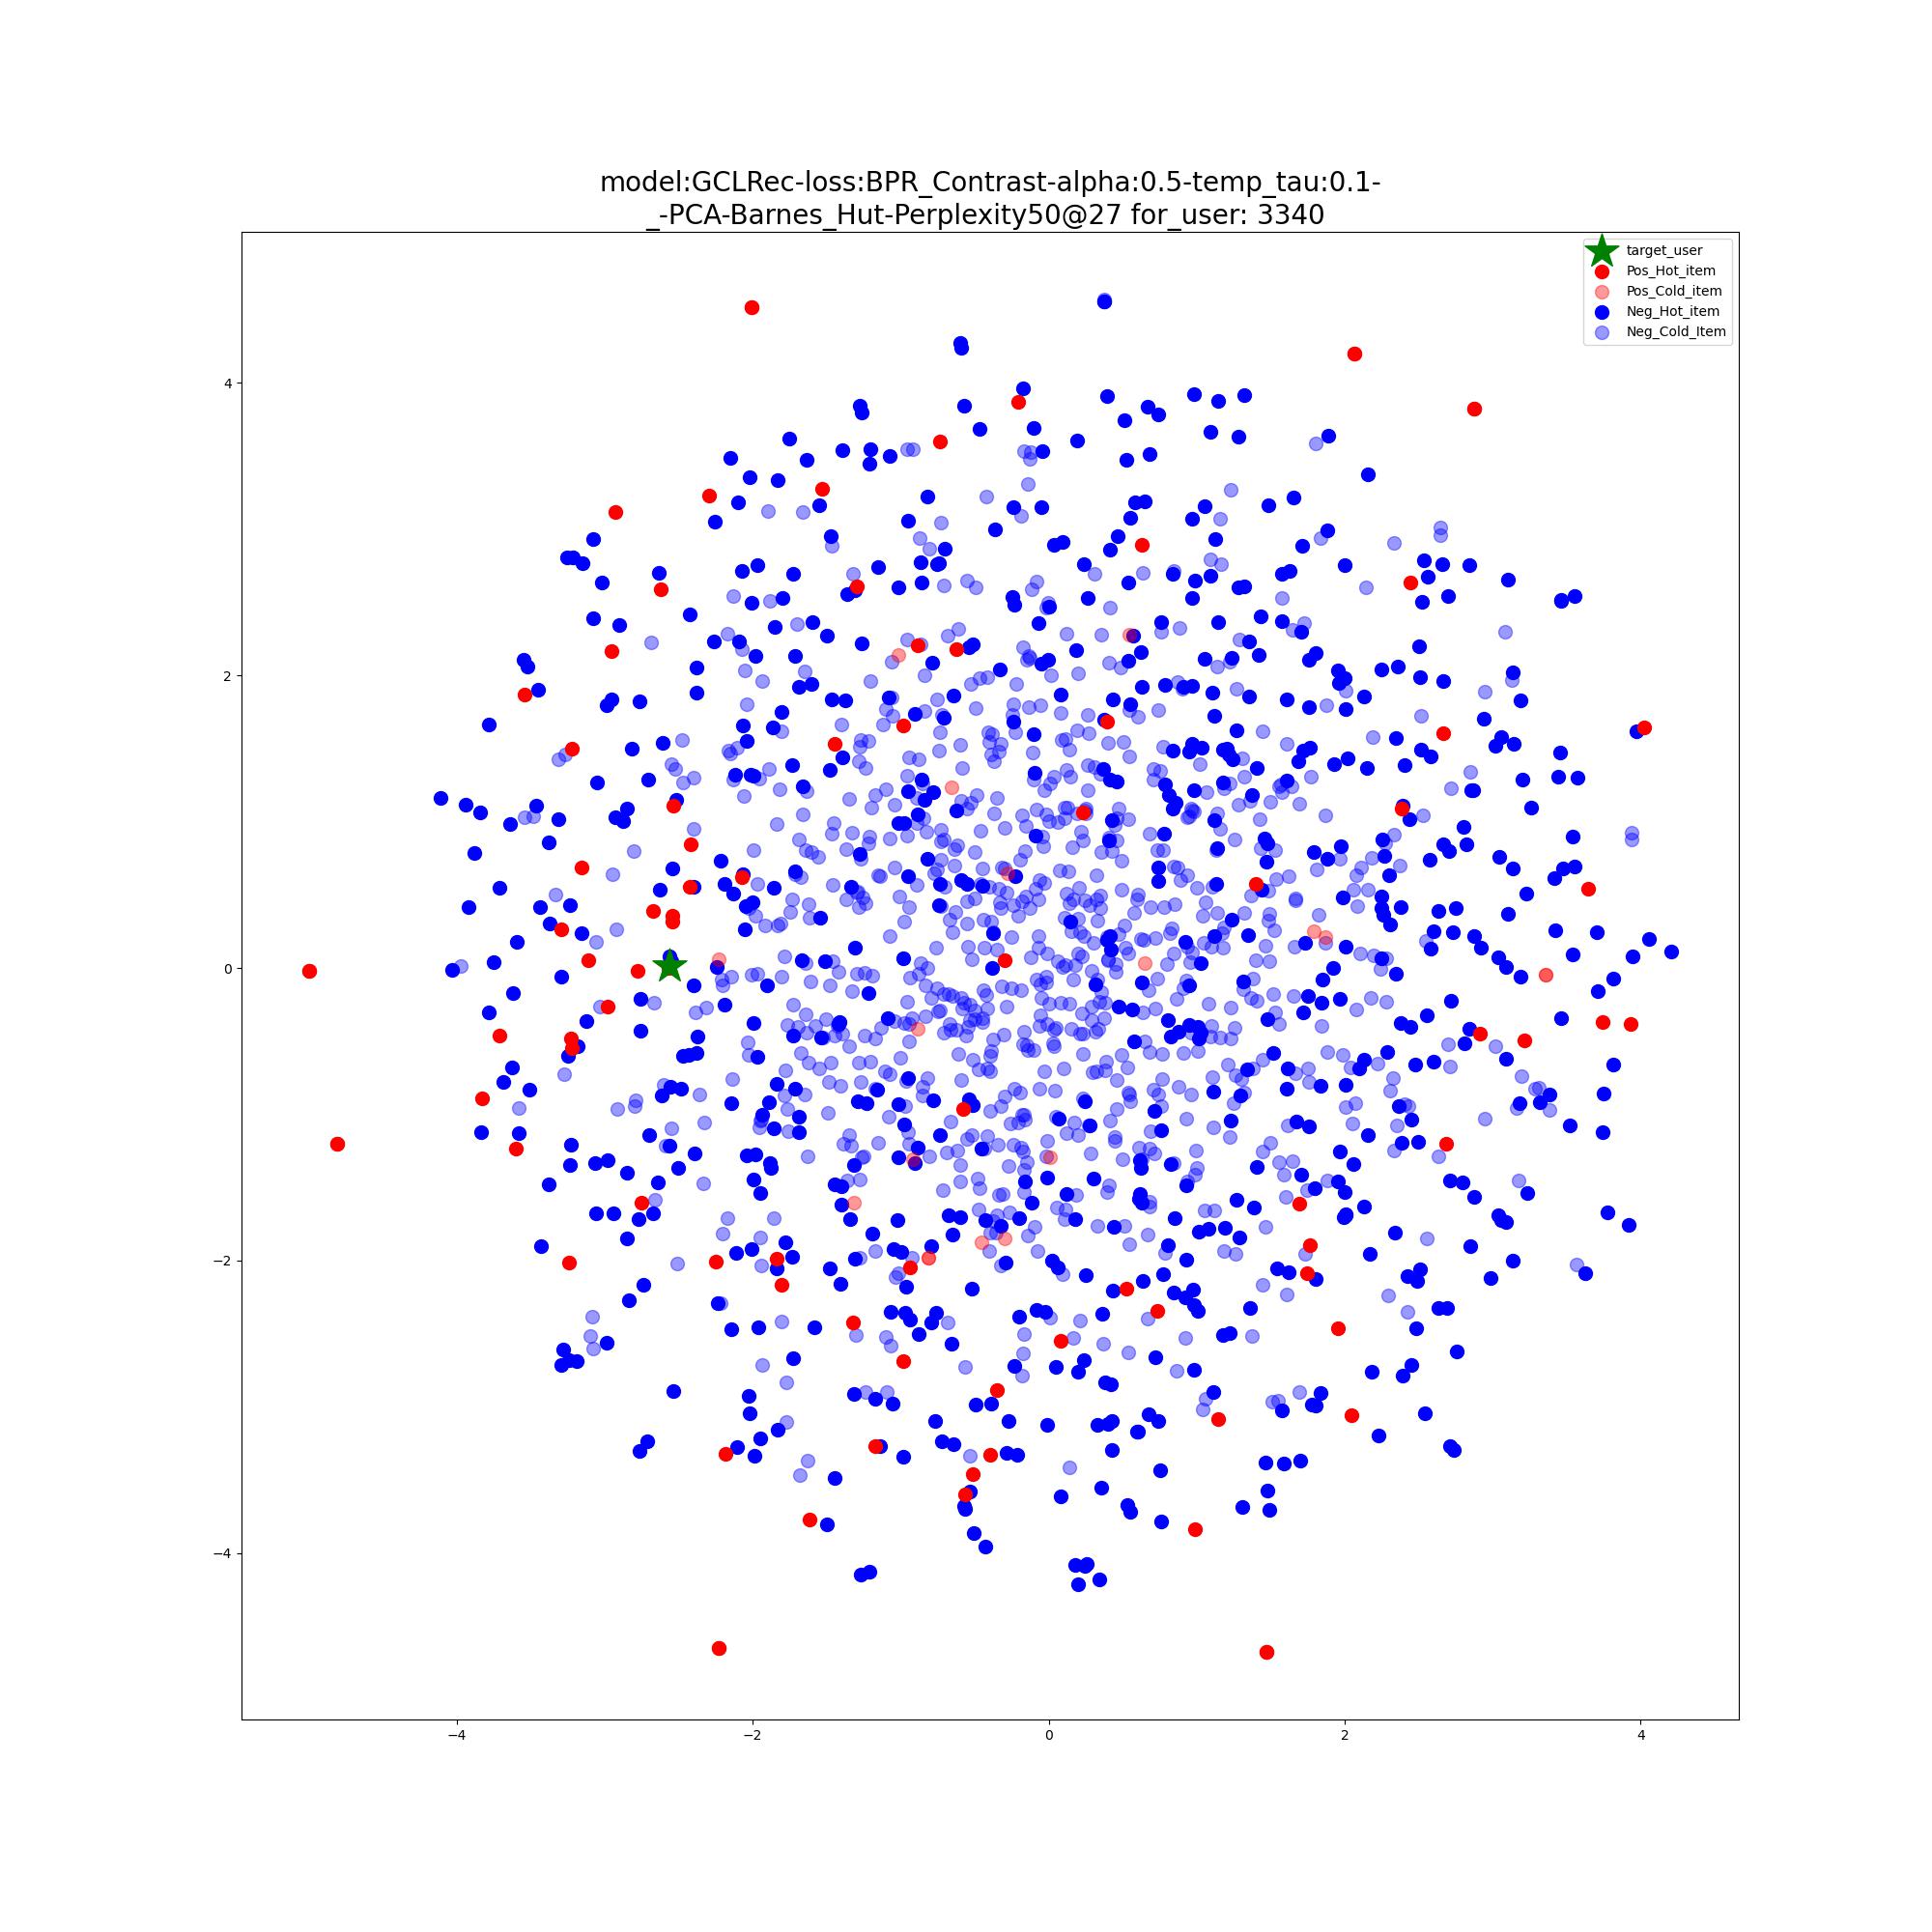 model:GCLRec-loss:BPR_Contrast-alpha:0.5-temp_tau:0.1-
_-PCA-Barnes_Hut-Perplexity50@27 for_user: 3340
target_user
Pos_Hot_item
Pos_Cold_item
Neg_Hot_item
Neg_Cold_Item
4
2
0
−2
−4
−4
−2
0
2
4